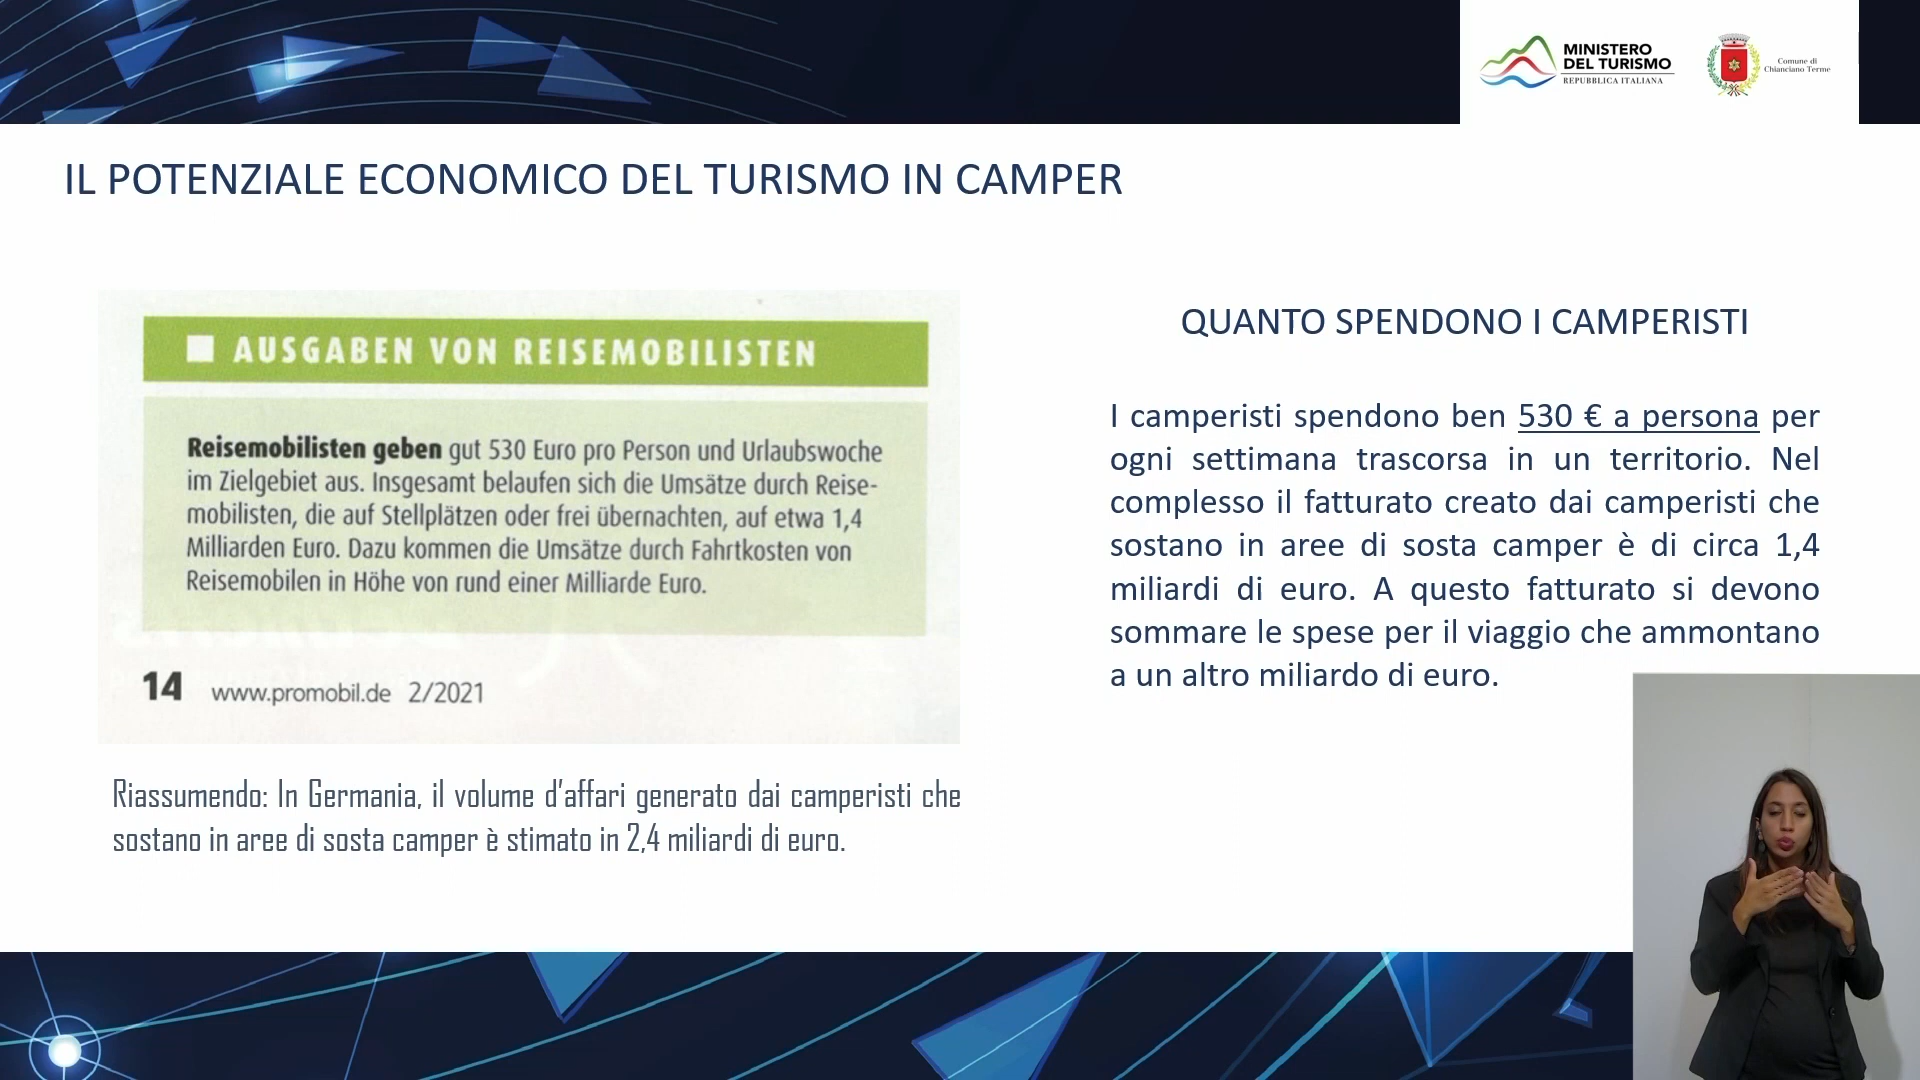 MINISTERO
DEL TURISMO
REPUBBLICA ITALIANA
Comune di
Chianciano Terme
IL POTENZIALE ECONOMICO DEL TURISMO IN CAMPER
AUSGABEN VON REISEMOBILISTEN
Reisemobilisten geben gut 530 Euro pro Person und Urlaubswoche
im Zielgebiet aus. Insgesamt belaufen sich die Umsätze durch Reise-
mobilisten, die auf Stellplätzen oder frei übernachten, auf etwa 1,4
Milliarden Euro. Dazu kommen die Umsätze durch Fahrtkosten von
Reisemobilen in Höhe von rund einer Milliarde Euro.
14 www.promobil.de 2/2021
Riassumendo: In Germania, il volume d'affari generato dai camperisti che
sostano in aree di sosta camper è stimato in 2,4 miliardi di euro.
QUANTO SPENDONO I CAMPERISTI
I camperisti spendono ben 530 € a persona per
ogni settimana trascorsa in un territorio. Nel
complesso il fatturato creato dai camperisti che
sostano in aree di sosta camper è di circa 1,4
miliardi di euro. A questo fatturato si devono
sommare le spese per il viaggio che ammontano
a un altro miliardo di euro.